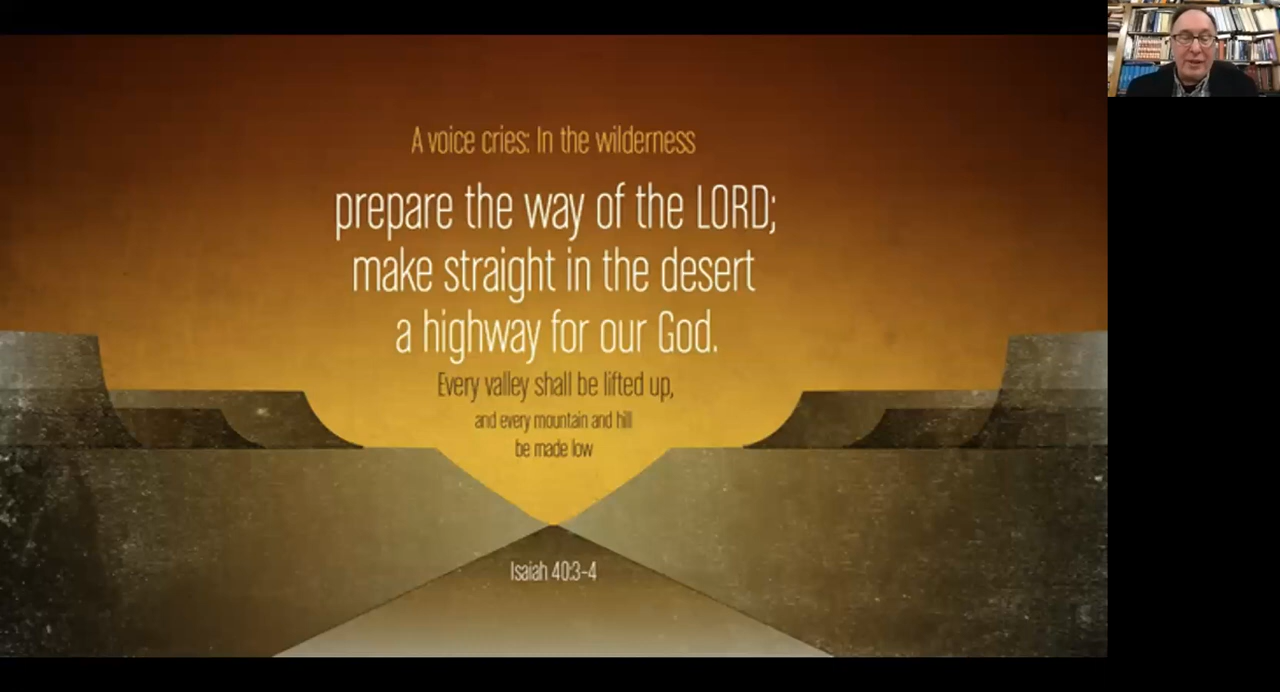 A voice cries: In the wilderness
prepare the way of the LORD;
make straight in the desert
a highway for our God.
Every valley shall be lifted up,
and every mountain and hill
be made low
Isaiah 40:3-4